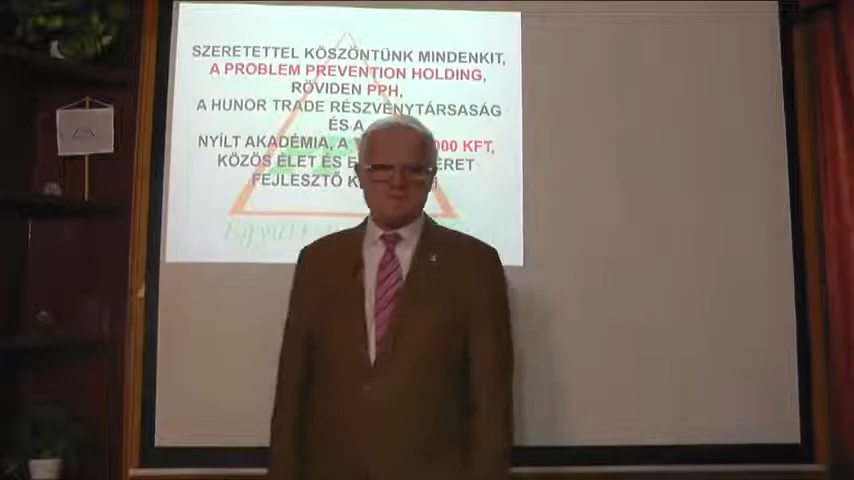 SZERETETTEL KÖSZÖNTÜNK MINDENKIT,
A PROBLEM PREVENTION HOLDING,
RÖVIDEN PPH,
A HUNOR TRADE RÉSZVÉNYTÁRSASÁG
ÉS A
NYÍLT AKADÉMIA, A 000 KFT,
KÖZÖS ÉLET ÉS
FEJLESZTŐ